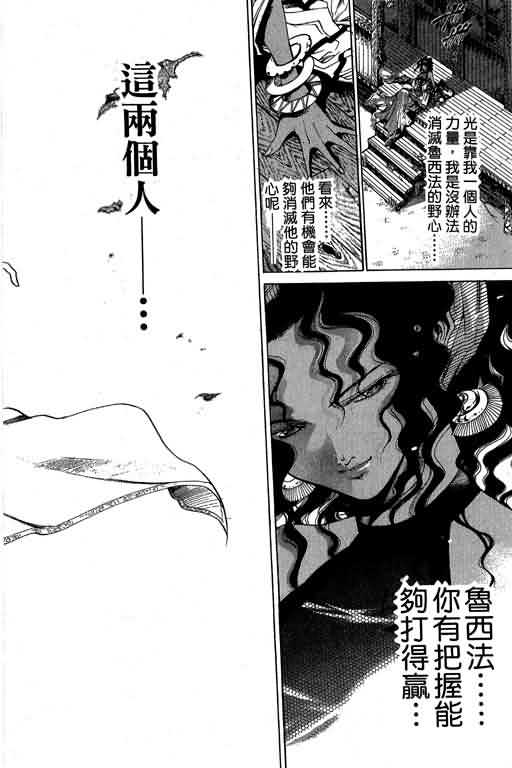 光是靠我一個人的
力量，我是沒辦法
消滅魯西法的野心……
看來……
他們有機會能
夠消滅他的野
心呢—
魯西法……
你有把握能
夠打得贏…
這兩個人——…